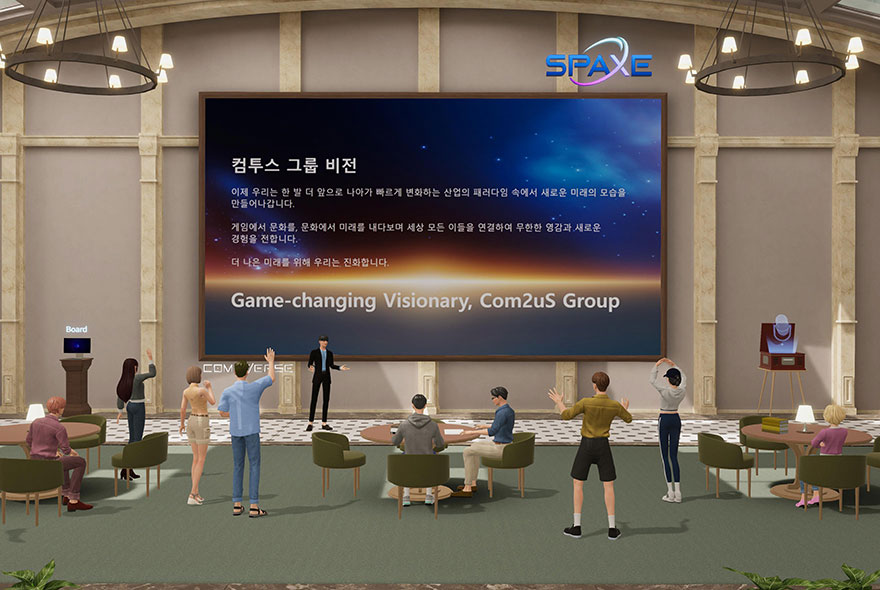 SPAXE
컴투스 그룹 비전
이제 우리는 한 발 더 앞으로 나아가 빠르게 변화하는 산업의 패러다임 속에서 새로운 미래의 모습을
만들어나갑니다.
게임에서 문화를, 문화에서 미래를 내다보며 세상 모든 이들을 연결하여 무한한 영감과 새로운
경험을 전합니다.
더 나은 미래를 위해 우리는 진화합니다.
Game-changing Visionary, Com2uS Group
Board